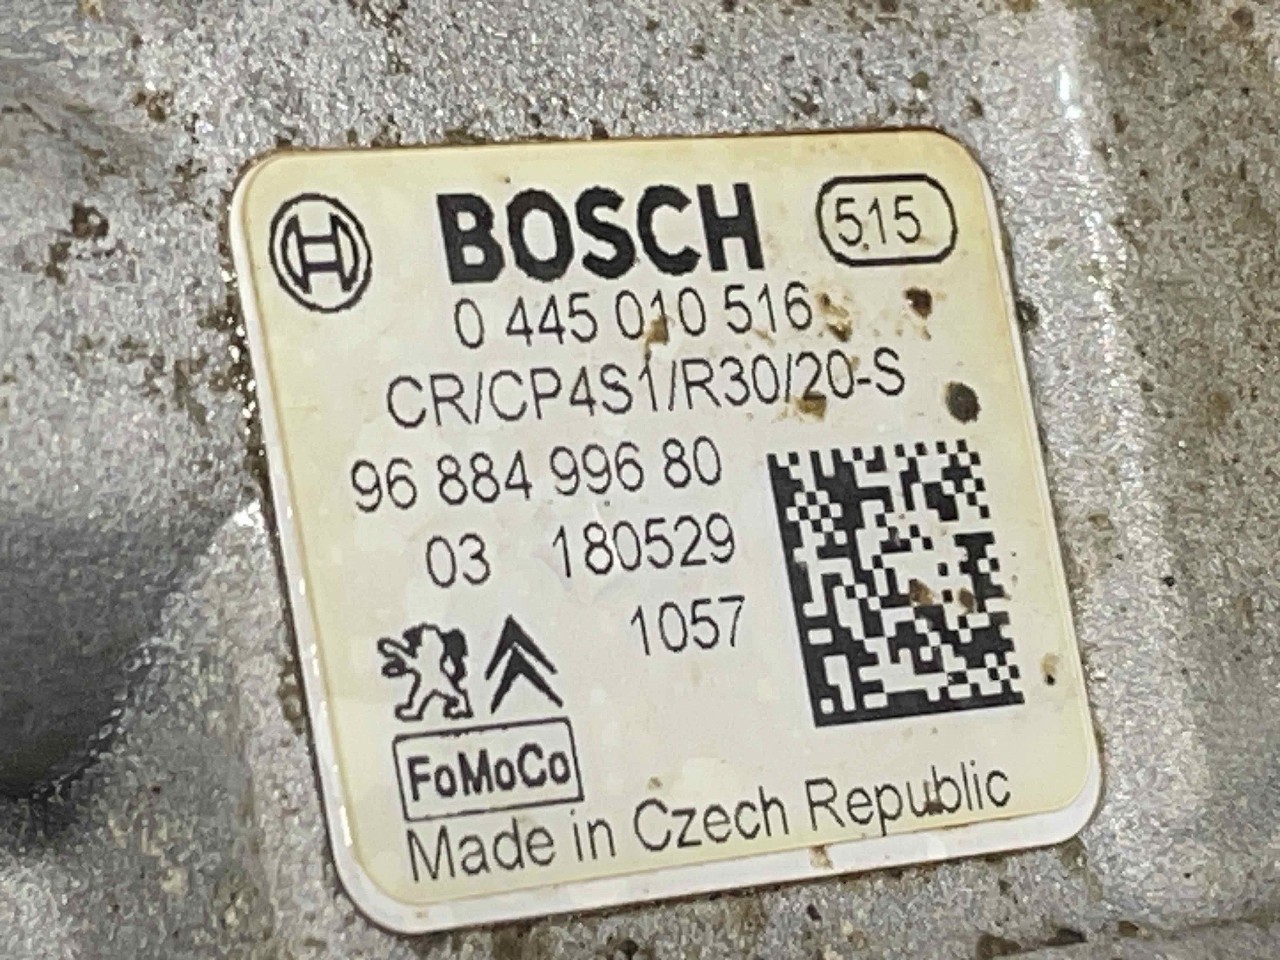 BOSCH 515
0 445 010 516
CR/CP4S1/R30/20-S
96 884 996 80
03 180529
1057
FoMoCo
Made in Czech Republic